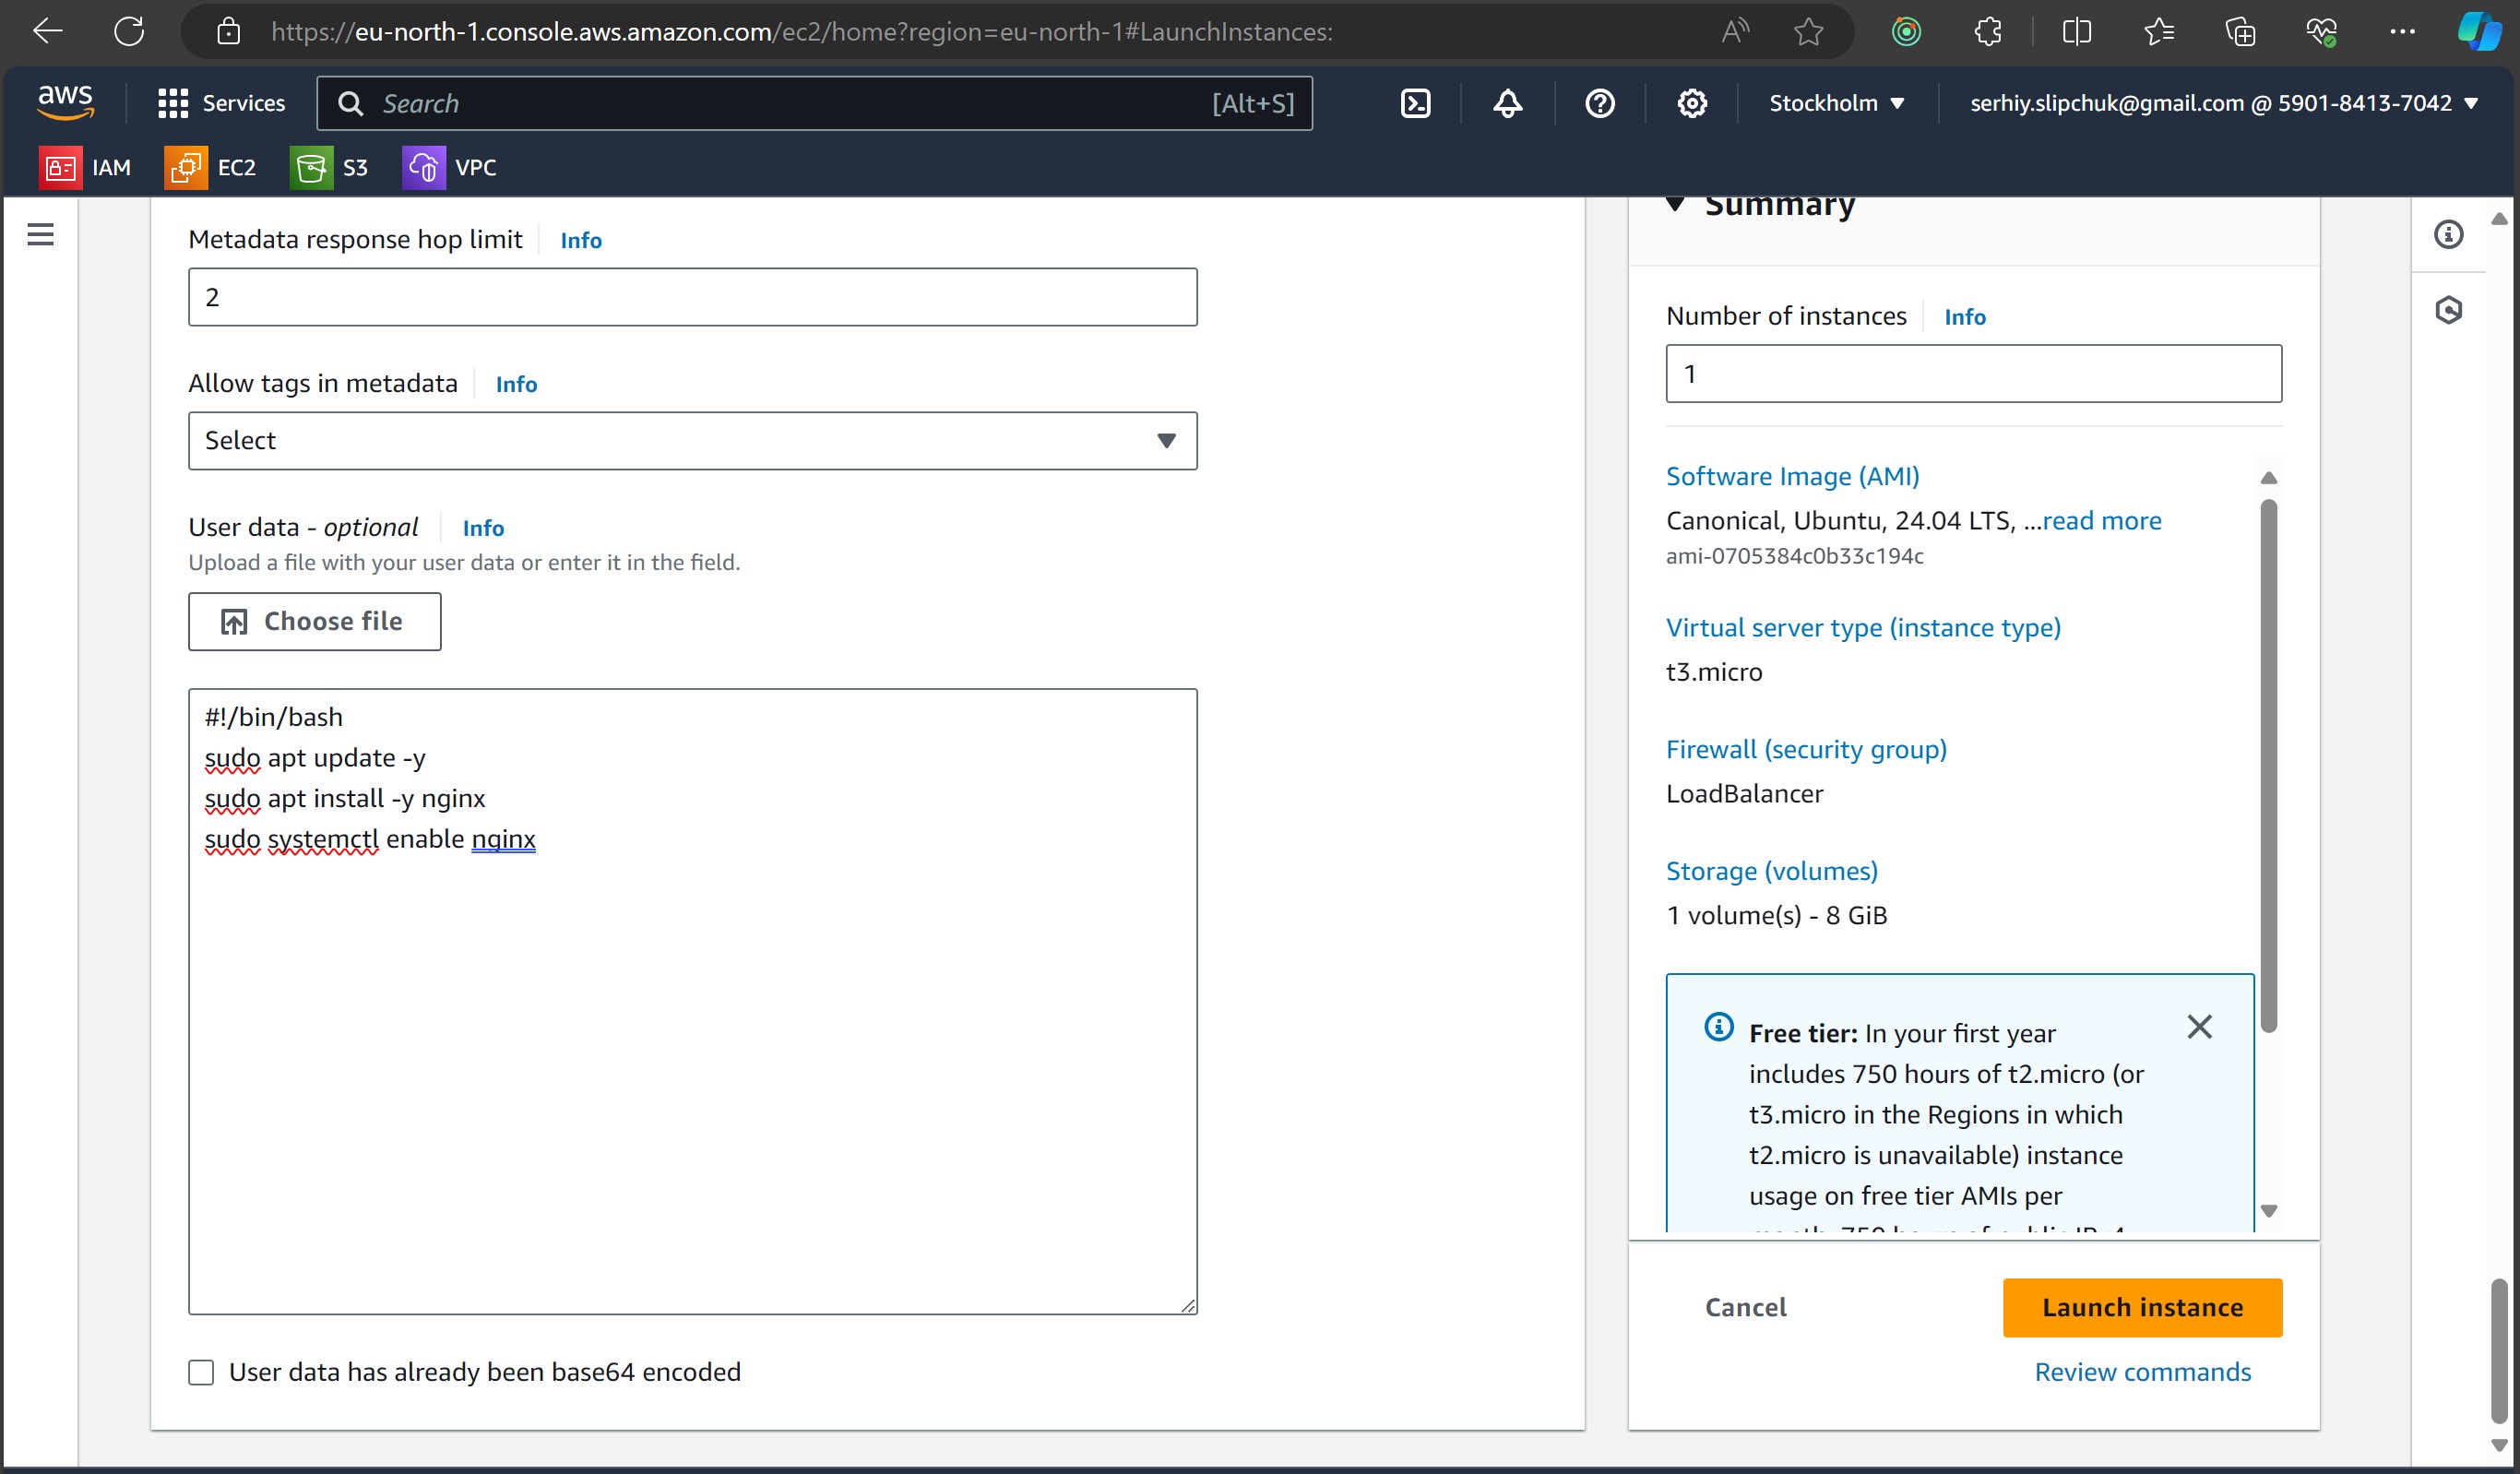 https://eu-north-1.console.aws.amazon.com/ec2/home?region=eu-north-1#LaunchInstances:
aws
Services
Search
[Alt+S]
Stockholm
serhiy.slipchuk@gmail.com @ 5901-8413-7042
IAM
EC2
S3
VPC
Metadata response hop limit
Info
2
Allow tags in metadata
Info
Select
User data - optional
Info
Upload a file with your user data or enter it in the field.
Choose file
#!/bin/bash
sudo apt update -y
sudo apt install -y nginx
sudo systemctl enable nginx
User data has already been base64 encoded
Summary
Number of instances
Info
1
Software Image (AMI)
Canonical, Ubuntu, 24.04 LTS, ...read more
ami-0705384c0b33c194c
Virtual server type (instance type)
t3.micro
Firewall (security group)
LoadBalancer
Storage (volumes)
1 volume(s) - 8 GiB
Free tier: In your first year
includes 750 hours of t2.micro (or
t3.micro in the Regions in which
t2.micro is unavailable) instance
usage on free tier AMIs per
Cancel
Launch instance
Review commands